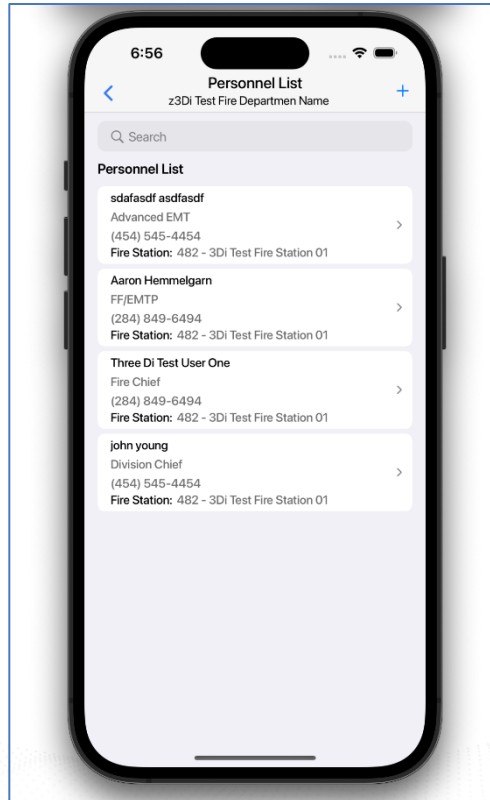 6:56
Personnel List
z3Di Test Fire Departmen Name
Search
Personnel List
sdafasdf asdfasdf
Advanced EMT
(454) 545-4454
Fire Station: 482 - 3Di Test Fire Station 01
Aaron Hemmelgarn
FF/EMTP
(284) 849-6494
Fire Station: 482 - 3Di Test Fire Station 01
Three Di Test User One
Fire Chief
(284) 849-6494
Fire Station: 482 - 3Di Test Fire Station 01
john young
Division Chief
(454) 545-4454
Fire Station: 482 - 3Di Test Fire Station 01